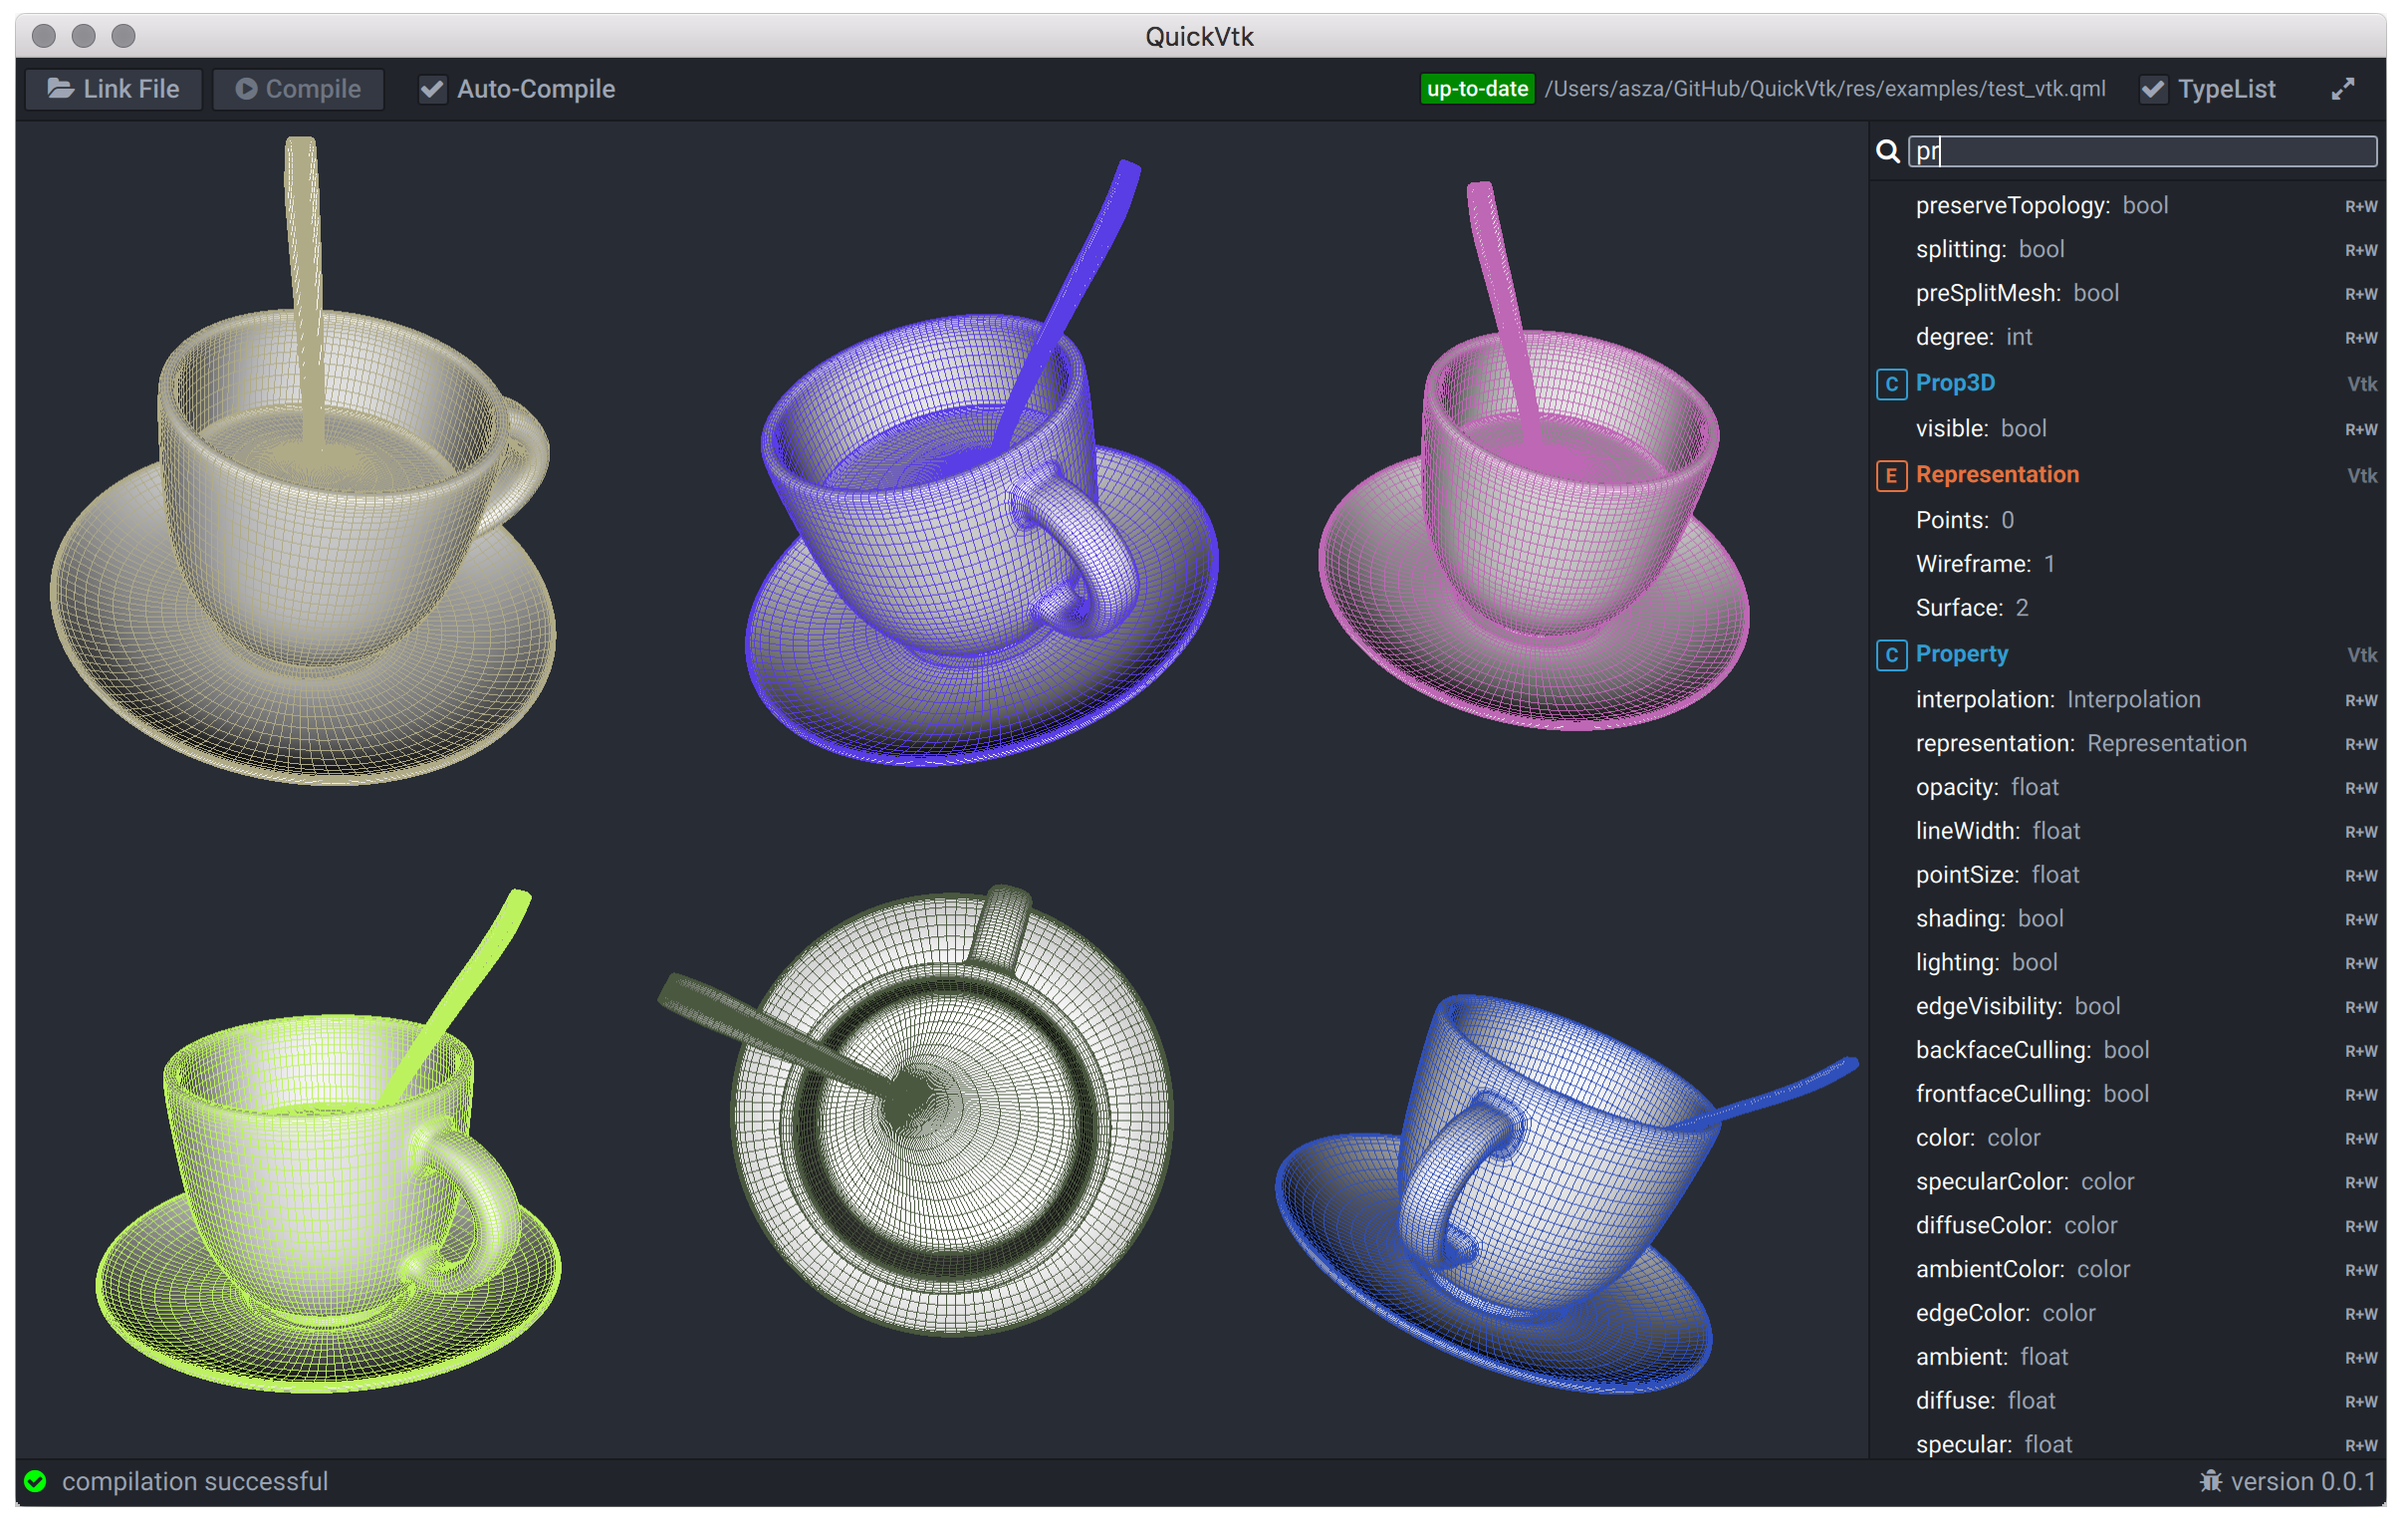 QuickVtk
Link File Compile Auto-Compile up-to-date /Users/asza/GitHub/QuickVtk/res/examples/test_vtk.qml TypeList
pr
preserveTopology: bool R+W
splitting: bool R+W
preSplitMesh: bool R+W
degree: int R+W
C Prop3D Vtk
visible: bool R+W
E Representation Vtk
Points: 0
Wireframe: 1
Surface: 2
C Property Vtk
interpolation: Interpolation R+W
representation: Representation R+W
opacity: float R+W
lineWidth: float R+W
pointSize: float R+W
shading: bool R+W
lighting: bool R+W
edgeVisibility: bool R+W
backfaceCulling: bool R+W
frontfaceCulling: bool R+W
color: color R+W
specularColor: color R+W
diffuseColor: color R+W
ambientColor: color R+W
edgeColor: color R+W
ambient: float R+W
diffuse: float R+W
specular: float R+W
compilation successful version 0.0.1